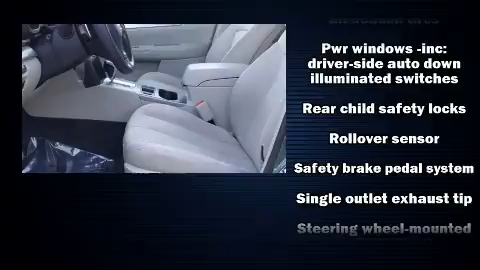 Pwr windows -inc:
driver-side auto down
illuminated switches
Rear child safety locks
Rollover sensor
Safety brake pedal system
Single outlet exhaust tip
Steering wheel-mounted